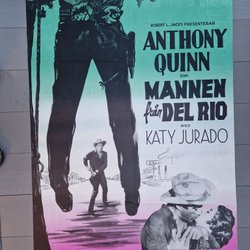 ROBERT L. JACKS PRESENTERAR
ANTHONY
QUINN
SOM
MANNEN
från DEL RIO
MED
KATY JURADO